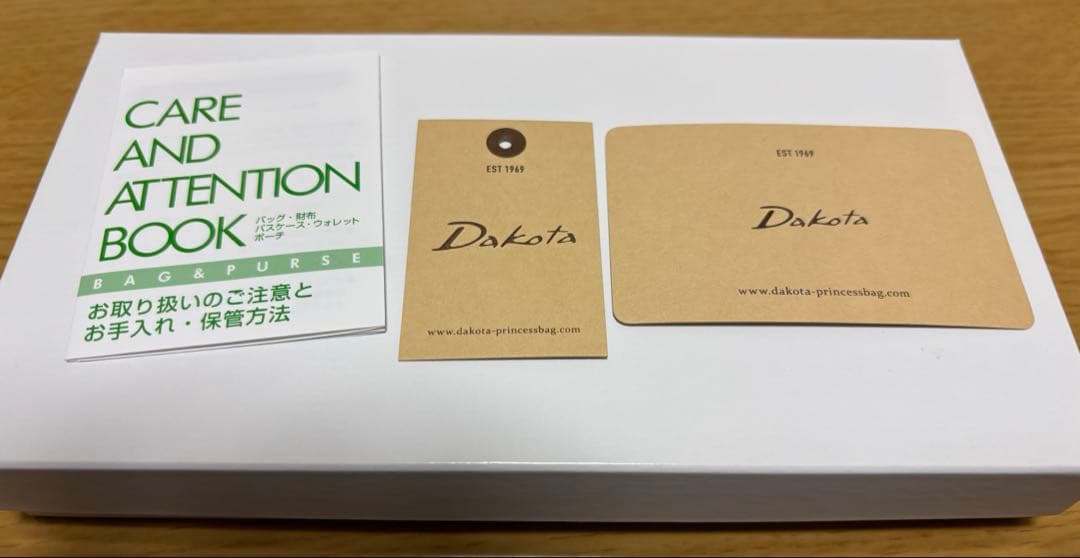 CARE
AND
ATTENTION
BOOK
バッグ・財布
パスケース・ウォレット
ポーチ
BAG&PURSE
お取り扱いのご注意と
お手入れ・保管方法
EST 1969
Dakota
www.dakota-princessbag.com
EST 1969
Dakota
www.dakota-princessbag.com